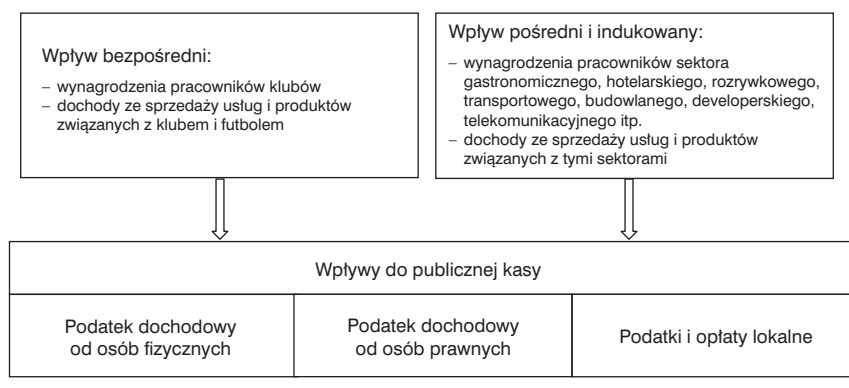 Wpływ bezpośredni:
– wynagrodzenia pracowników klubów
– dochody ze sprzedaży usług i produktów
związanych z klubem i futbolem
Wpływ pośredni i indukowany:
– wynagrodzenia pracowników sektora
gastronomicznego, hotelarskiego, rozrywkowego,
transportowego, budowlanego, developerskiego,
telekomunikacyjnego itp.
– dochody ze sprzedaży usług i produktów
związanych z tymi sektorami
Wpływy do publicznej kasy
Podatek dochodowy
od osób fizycznych
Podatek dochodowy
od osób prawnych
Podatki i opłaty lokalne